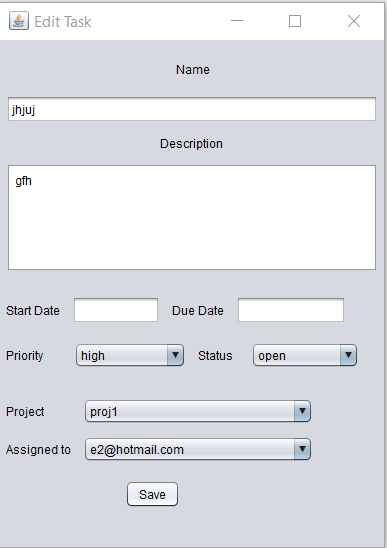 Edit Task
Name
jhjuj
Description
gfh
Start Date Due Date
Priority high Status open
Project proj1
Assigned to e2@hotmail.com
Save